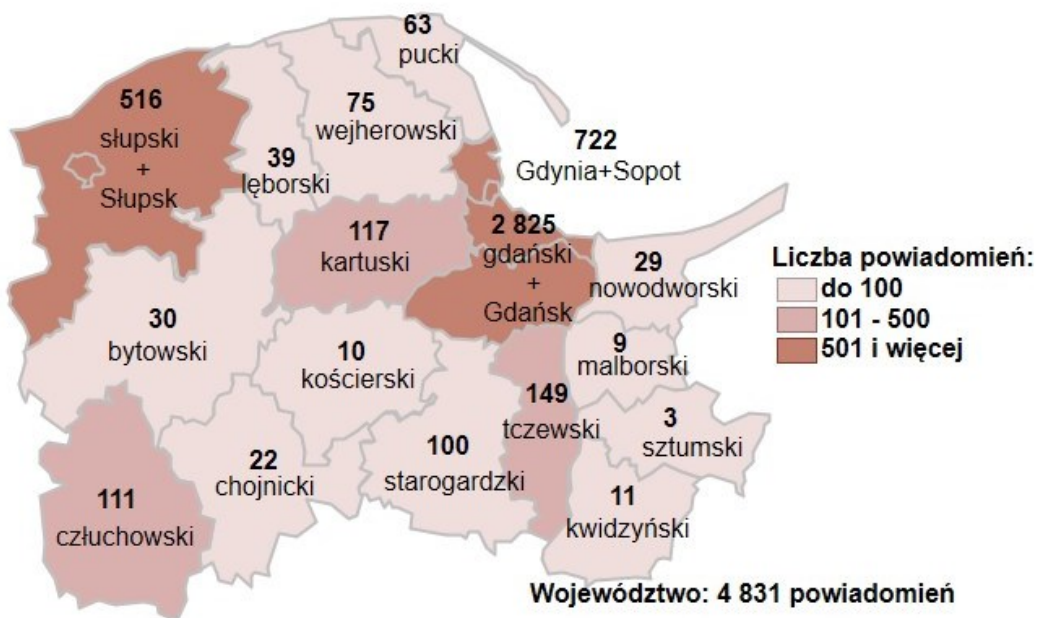 63
pucki
516
słupski
+
Słupsk
75
wejherowski
39
lęborski
722
Gdynia+Sopot
117
kartuski
2 825
gdański
+
Gdańsk
29
nowodworski
Liczba powiadomień:
do 100
101 - 500
501 i więcej
30
bytowski
10
kościerski
9
malborski
149
tczewski
3
sztumski
22
chojnicki
100
starogardzki
111
człuchowski
11
kwidzyński
Województwo: 4 831 powiadomień